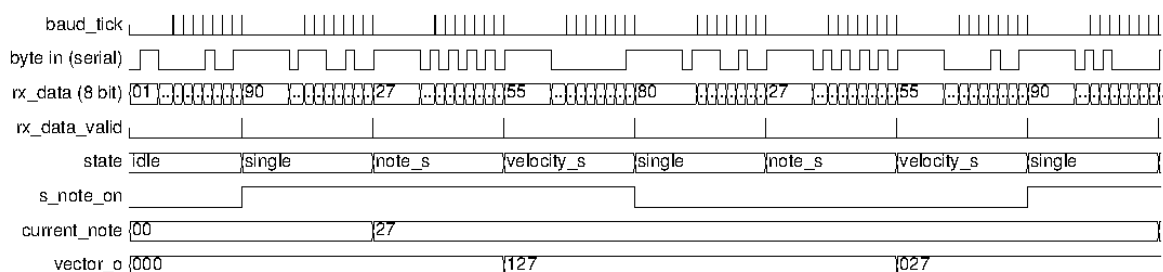 baud_tick
byte in (serial)
rx_data (8 bit) 01 90 27 55 80 27 55 90
rx_data_valid
state idle single note_s velocity_s single note_s velocity_s single
s_note_on
current_note 00 27
vector_o 000 127 027